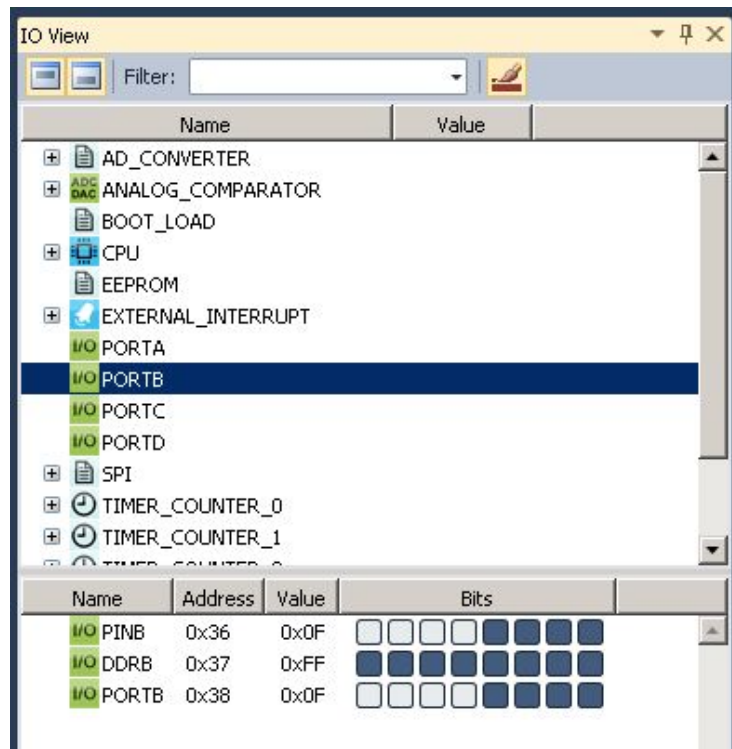 IO View
Filter:
Name Value
AD_CONVERTER
ADC DAC ANALOG_COMPARATOR
BOOT_LOAD
CPU
EEPROM
EXTERNAL_INTERRUPT
I/O PORTA
I/O PORTB
I/O PORTC
I/O PORTD
SPI
TIMER_COUNTER_0
TIMER_COUNTER_1
Name Address Value Bits
I/O PINB 0x36 0x0F
I/O DDRB 0x37 0xFF
I/O PORTB 0x38 0x0F